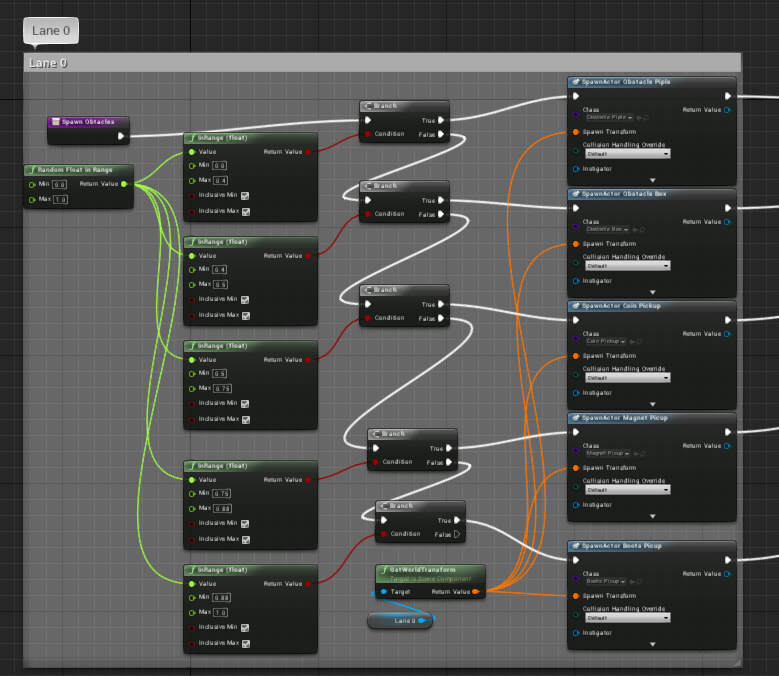 Lane 0
Lane 0
Spawn Obtacles
Random Float in Range
Min 0.0 Return Value
Max 1.0
InRange (float)
Value Return Value
Min 0.0
Max 0.4
Inclusive Min
Inclusive Max
InRange (float)
Value Return Value
Min 0.4
Max 0.5
Inclusive Min
Inclusive Max
InRange (float)
Value Return Value
Min 0.5
Max 0.75
Inclusive Min
Inclusive Max
InRange (float)
Value Return Value
Min 0.75
Max 0.88
Inclusive Min
Inclusive Max
InRange (float)
Value Return Value
Min 0.88
Max 1.0
Inclusive Min
Inclusive Max
Branch
True
Condition False
Branch
True
Condition False
Branch
True
Condition False
Branch
True
Condition False
Branch
True
Condition False
GetWorldTransform
Target is Scene Component
Target Return Value
Lane 0
SpawnActor Obstacle Piple
Class Return Value
Obstacle Piple
Spawn Transform
Collision Handling Override
Default
Instigator
SpawnActor Obstacle Box
Class Return Value
Obstacle Box
Spawn Transform
Collision Handling Override
Default
Instigator
SpawnActor Coin Pickup
Class Return Value
Coin Pickup
Spawn Transform
Collision Handling Override
Default
Instigator
SpawnActor Magnet Picup
Class Return Value
Magnet Picup
Spawn Transform
Collision Handling Override
Default
Instigator
SpawnActor Boots Picup
Class Return Value
Boots Picup
Spawn Transform
Collision Handling Override
Default
Instigator